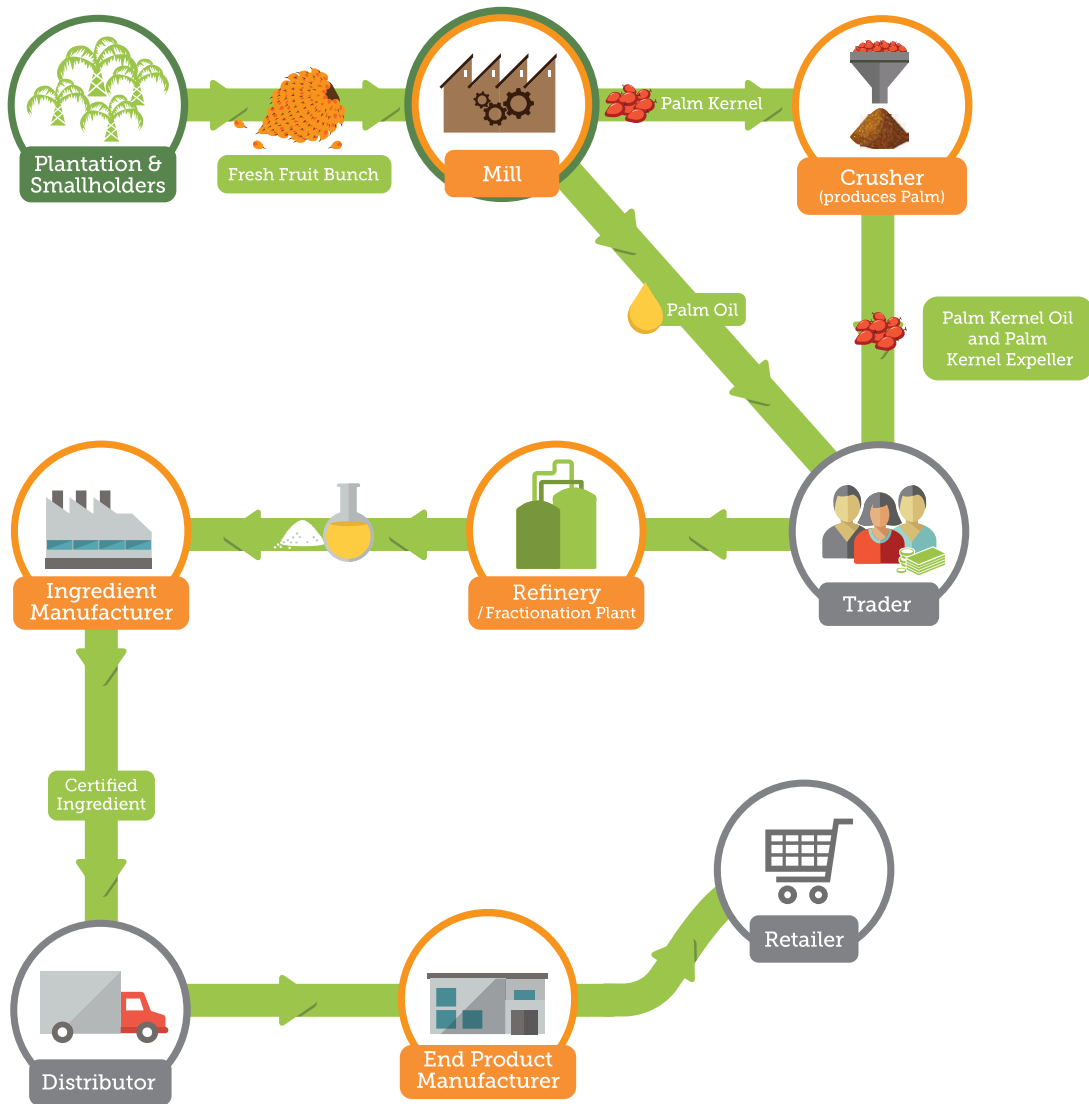 Plantation &
Smallholders
Fresh Fruit Bunch
Mill
Palm Kernel
Crusher
(produces Palm)
Palm Oil
Palm Kernel Oil
and Palm
Kernel Expeller
Trader
Refinery
/Fractionation Plant
Ingredient
Manufacturer
Certified
Ingredient
Distributor
End Product
Manufacturer
Retailer